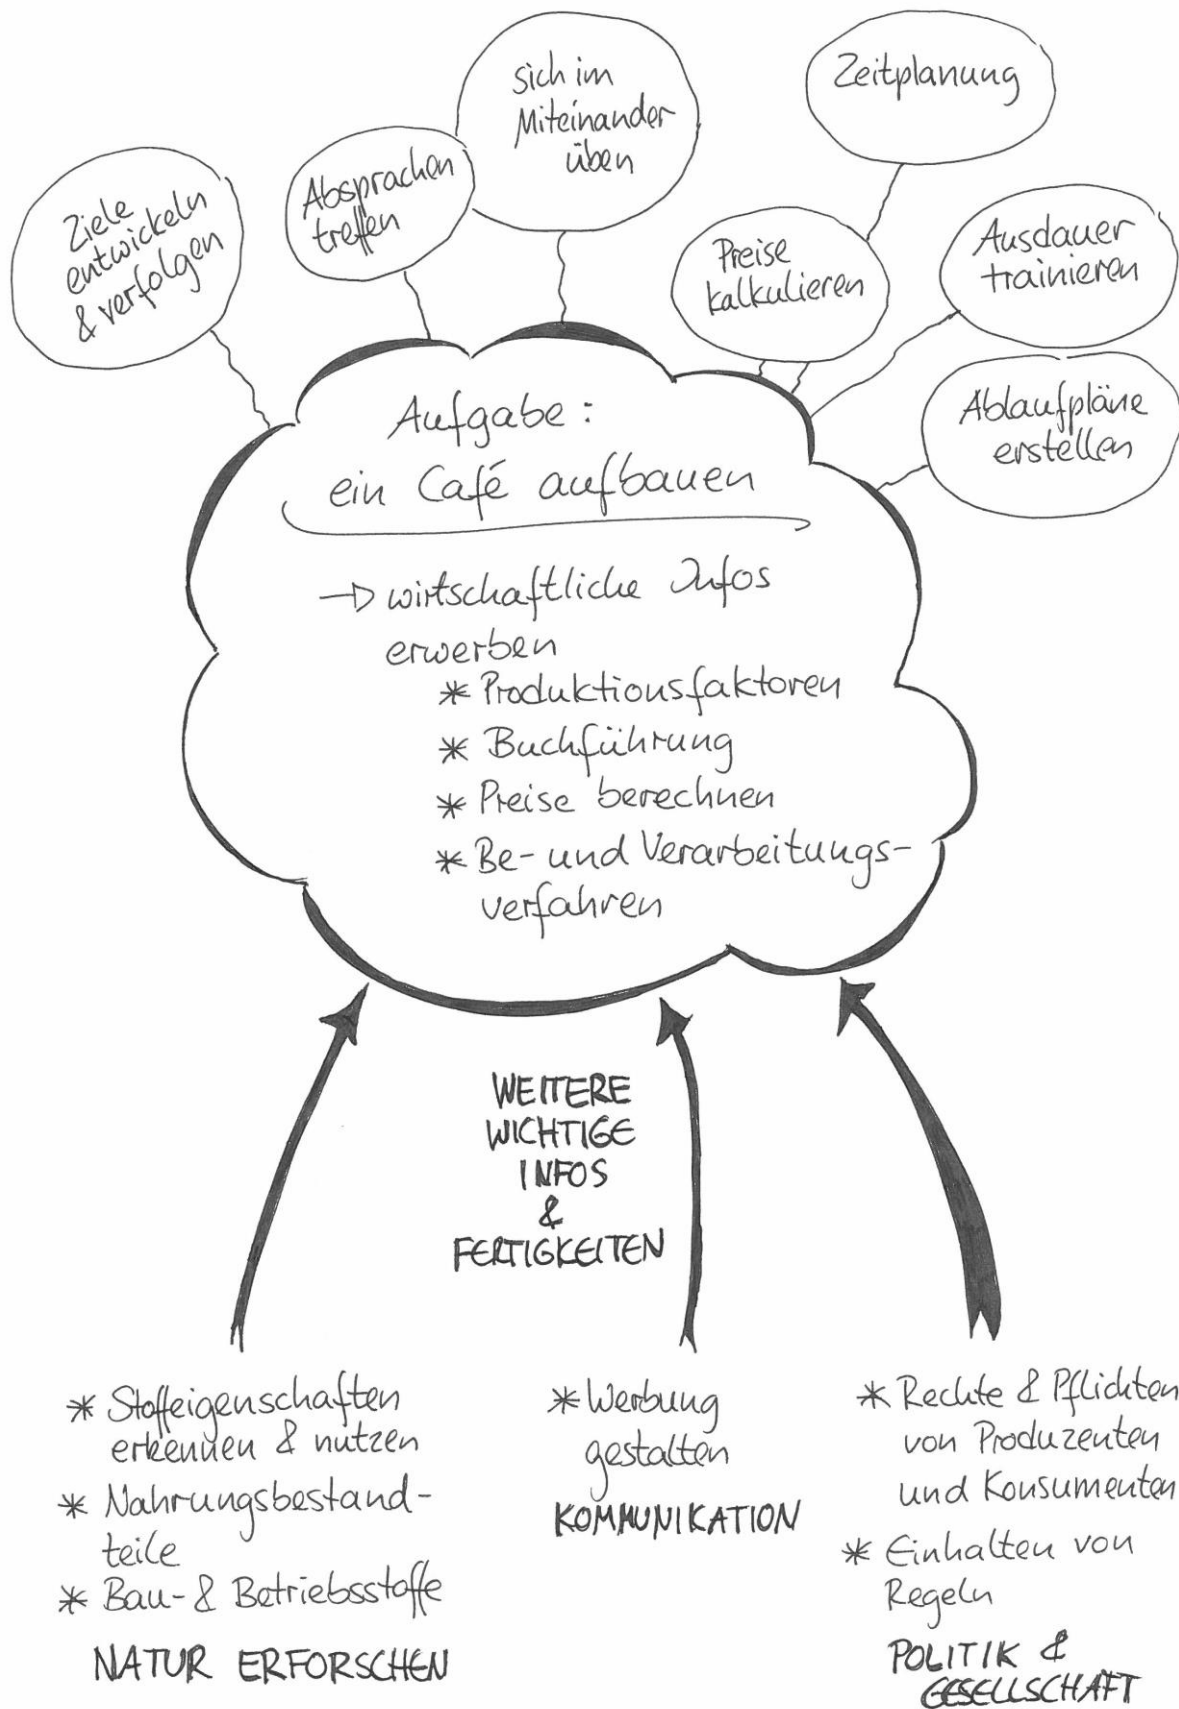 sich im
Miteinander
üben
Zeitplanung
Ziele
entwickeln
& verfolgen
Absprachen
treffen
Preise
kalkulieren
Ausdauer
trainieren
Ablaufpläne
erstellen
Aufgabe:
ein Café aufbauen
→ wirtschaftliche Infos
erwerben
* Produktionsfaktoren
* Buchführung
* Preise berechnen
* Be- und Verarbeitungs-
verfahren
WEITERE
WICHTIGE
INFOS
&
FERTIGKEITEN
* Stoffeigenschaften
erkennen & nutzen
* Nahrungsbestand-
teile
* Bau- & Betriebsstoffe
NATUR ERFORSCHEN
* Werbung
gestalten
KOMMUNIKATION
* Rechte & Pflichten
von Produzenten
und Konsumenten
* Einhalten von
Regeln
POLITIK &
GESELLSCHAFT